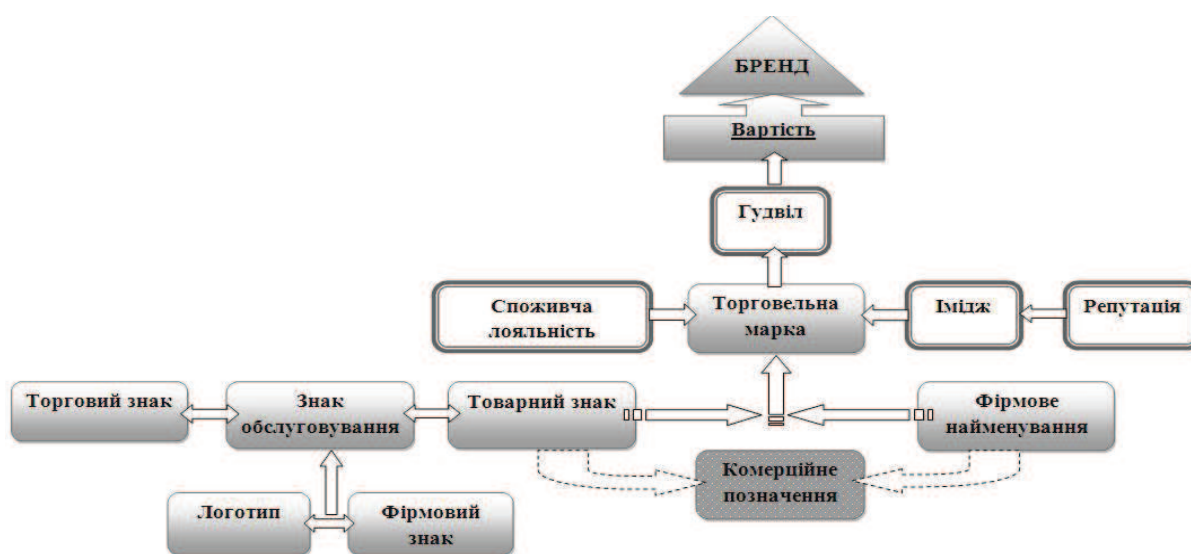 БРЕНД
Вартість
Гудвіл
Споживча
лояльність
Торговельна
марка
Імідж
Репутація
Торговий знак
Знак
обслуговування
Товарний знак
Фірмове
найменування
Комерційне
позначення
Логотип
Фірмовий
знак